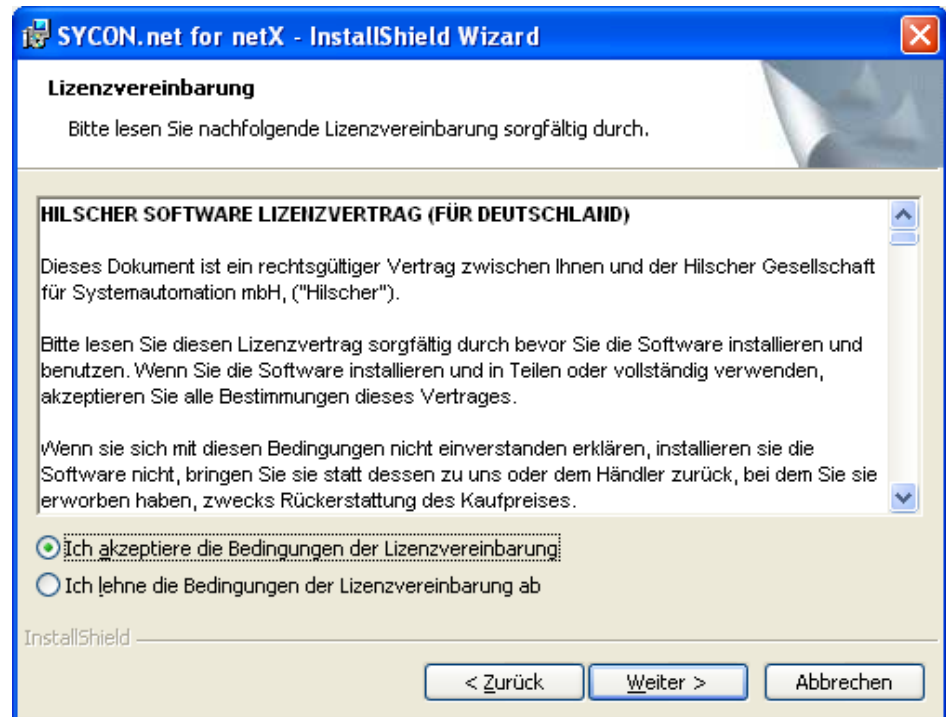 SYCON.net for netX - InstallShield Wizard
Lizenzvereinbarung
Bitte lesen Sie nachfolgende Lizenzvereinbarung sorgfältig durch.
HILSCHER SOFTWARE LIZENZVERTRAG (FÜR DEUTSCHLAND)
Dieses Dokument ist ein rechtsgültiger Vertrag zwischen Ihnen und der Hilscher Gesellschaft
für Systemautomation mbH, ("Hilscher").
Bitte lesen Sie diesen Lizenzvertrag sorgfältig durch bevor Sie die Software installieren und
benutzen. Wenn Sie die Software installieren und in Teilen oder vollständig verwenden,
akzeptieren Sie alle Bestimmungen dieses Vertrages.
Wenn sie sich mit diesen Bedingungen nicht einverstanden erklären, installieren sie die
Software nicht, bringen Sie sie statt dessen zu uns oder dem Händler zurück, bei dem Sie sie
erworben haben, zwecks Rückerstattung des Kaufpreises.
Ich akzeptiere die Bedingungen der Lizenzvereinbarung
Ich lehne die Bedingungen der Lizenzvereinbarung ab
InstallShield
< Zurück
Weiter >
Abbrechen